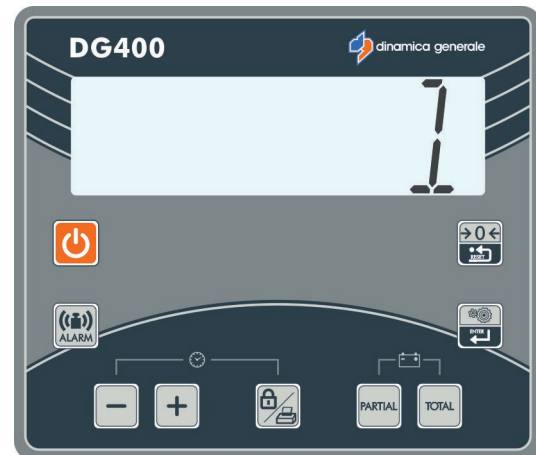 DG400
dinamica generale
1
→0←
RESET
ALARM
ENTER
PARTIAL
TOTAL